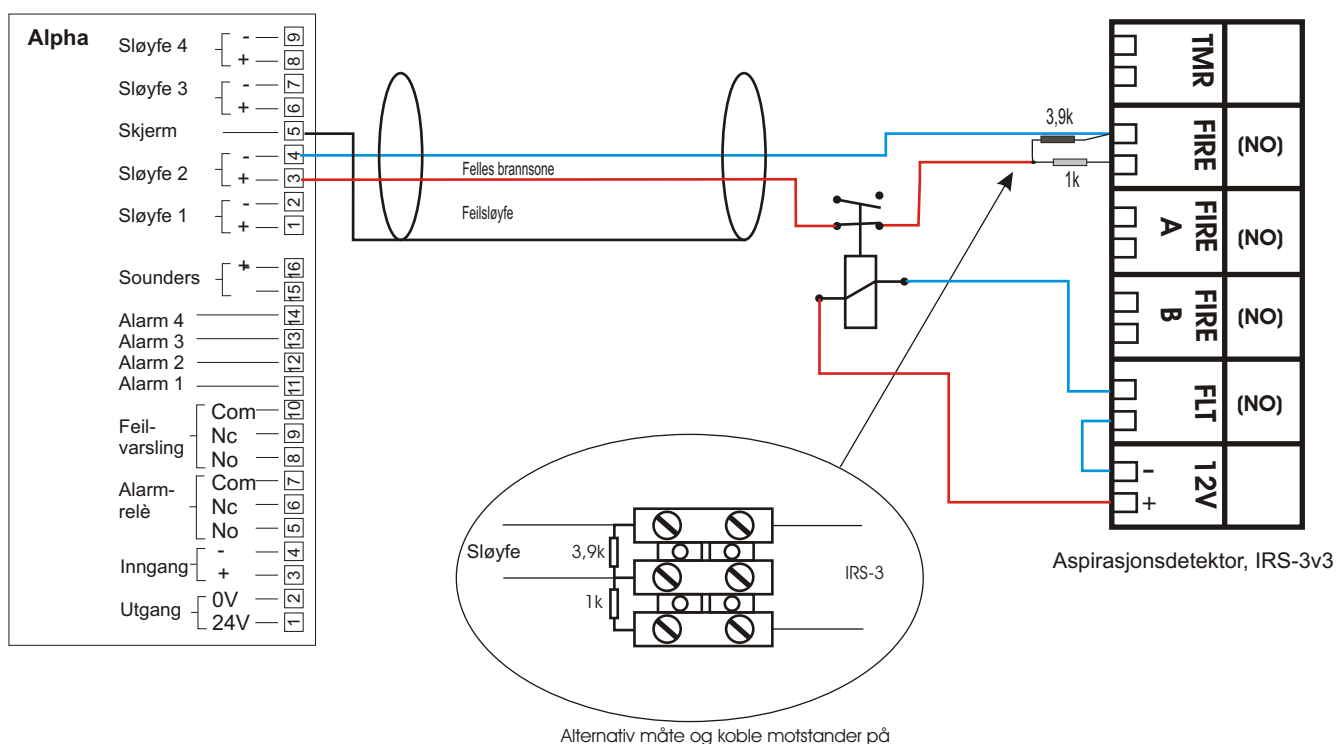 Alpha
Sløyfe 4 - 9
+ 8
Sløyfe 3 - 7
+ 6
Skjerm 5
Sløyfe 2 - 4
+ 3
Sløyfe 1 - 2
+ 1
Sounders + 16
15
Alarm 4 14
Alarm 3 13
Alarm 2 12
Alarm 1 11
Feil-
varsling
Com 10
Nc 9
No 8
Alarm-
relè
Com 7
Nc 6
No 5
Inngang - 4
+ 3
Utgang 0V 2
24V 1
Felles brannsone
Feilsløyfe
3,9k
1k
TMR
FIRE (NO)
FIRE A (NO)
FIRE B (NO)
FLT (NO)
12V
-
+
Aspirasjonsdetektor, IRS-3v3
Sløyfe
3,9k
1k
IRS-3
Alternativ måte og koble motstander på